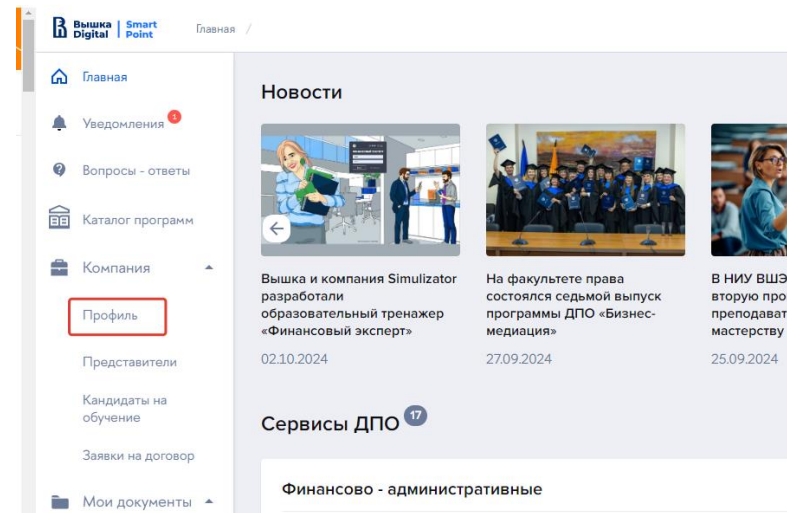 Вышка Digital | Smart Point
Главная /
Главная
Уведомления 1
Вопросы - ответы
Каталог программ
Компания
Профиль
Представители
Кандидаты на
обучение
Заявки на договор
Мои документы
Новости
Вышка и компания Simulizator
разработали
образовательный тренажер
«Финансовый эксперт»
02.10.2024
На факультете права
состоялся седьмой выпуск
программы ДПО «Бизнес-
медиация»
27.09.2024
В НИУ ВШЭ
вторую про
преподават
мастерству
25.09.2024
Сервисы ДПО 17
Финансово - административные